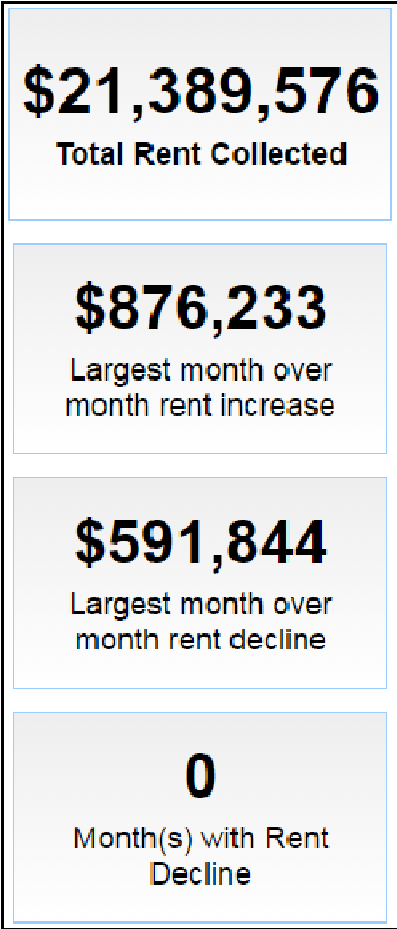 $21,389,576
Total Rent Collected
$876,233
Largest month over
month rent increase
$591,844
Largest month over
month rent decline
0
Month(s) with Rent
Decline